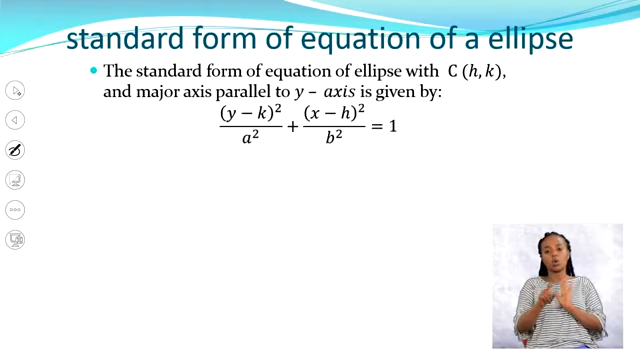 standard form of equation of a ellipse
• The standard form of equation of ellipse with C (h, k),
and major axis parallel to y – axis is given by:
(y − k)²/a² + (x − h)²/b² = 1